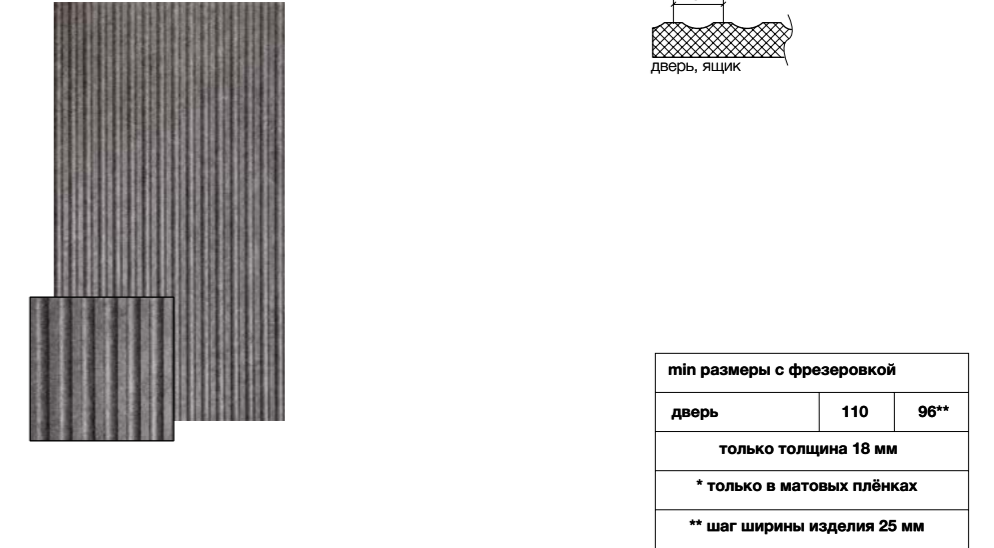 дверь, ящик
min размеры с фрезеровкой
дверь 110 96**
только толщина 18 мм
* только в матовых плёнках
** шаг ширины изделия 25 мм